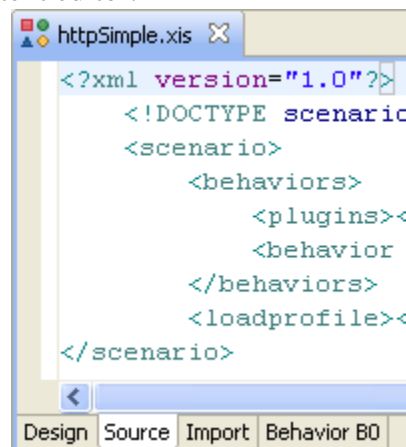 httpSimple.xis
<?xml version="1.0"?>
<!DOCTYPE scenario
<scenario>
<behaviors>
<plugins><
<behavior
</behaviors>
<loadprofile><
</scenario>
Design Source Import Behavior B0